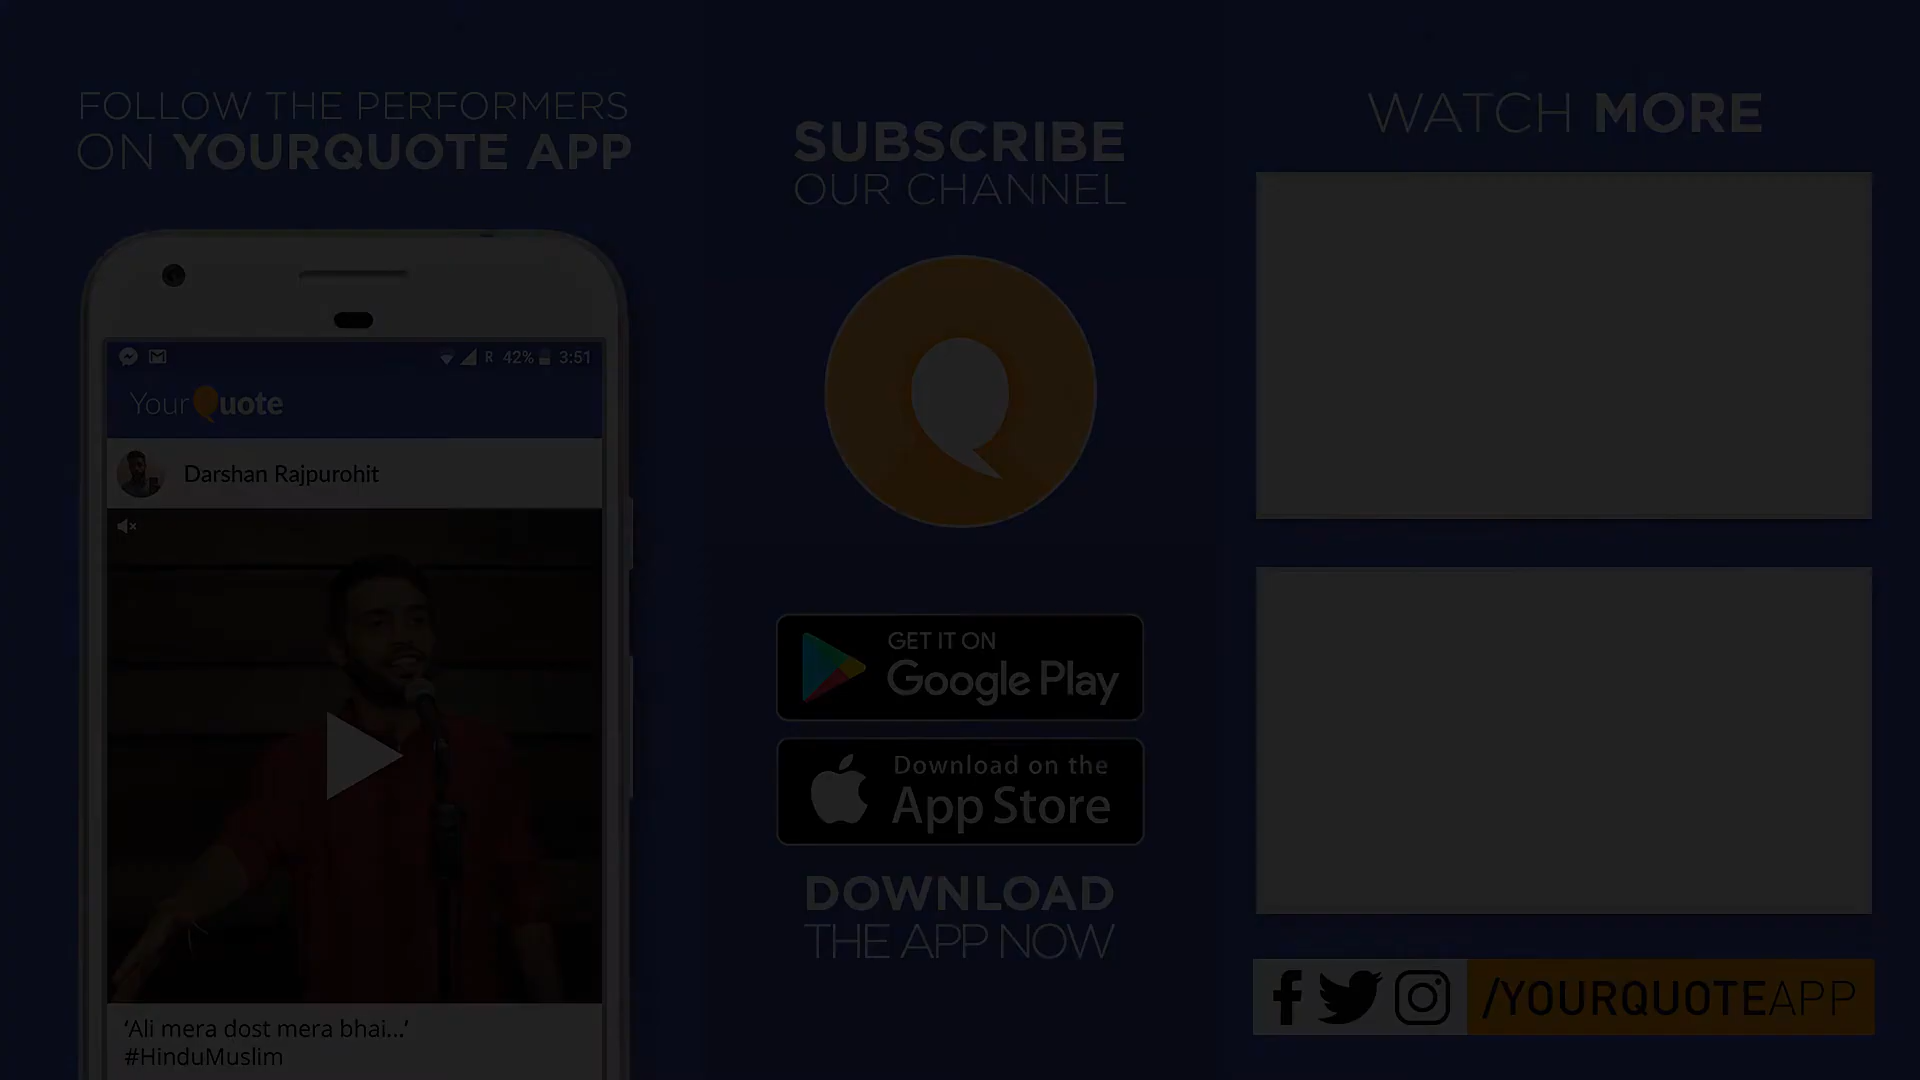 FOLLOW THE PERFORMERS
ON YOURQUOTE APP
R 42% 3:51
YourQuote
Darshan Rajpurohit
‘Ali mera dost mera bhai...’
#HinduMuslim
SUBSCRIBE
OUR CHANNEL
GET IT ON
Google Play
Download on the
App Store
DOWNLOAD
THE APP NOW
WATCH MORE
/YOURQUOTEAPP